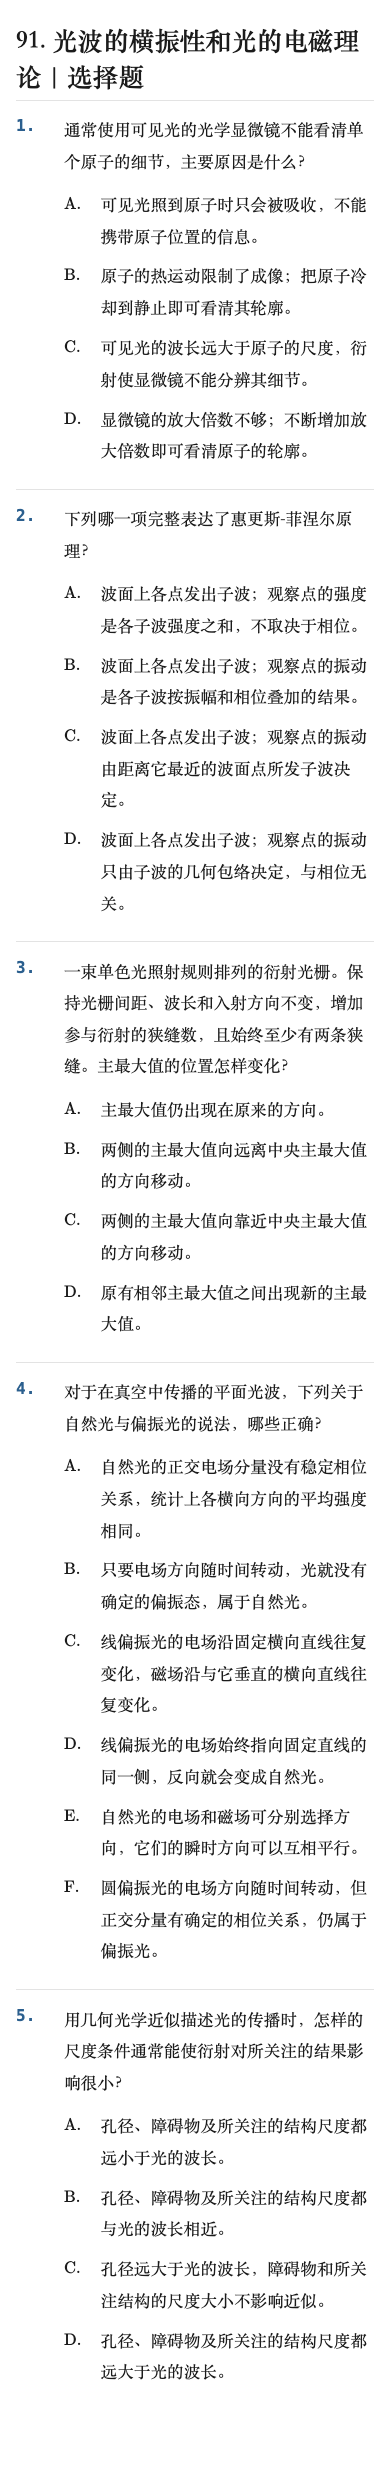 91. 光波的横振性和光的电磁理
论 | 选择题
1. 通常使用可见光的光学显微镜不能看清单
个原子的细节，主要原因是什么？
A. 可见光照到原子时只会被吸收，不能
携带原子位置的信息。
B. 原子的热运动限制了成像；把原子冷
却到静止即可看清其轮廓。
C. 可见光的波长远大于原子的尺度，衍
射使显微镜不能分辨其细节。
D. 显微镜的放大倍数不够；不断增加放
大倍数即可看清原子的轮廓。
2. 下列哪一项完整表达了惠更斯-菲涅尔原
理？
A. 波面上各点发出子波；观察点的强度
是各子波强度之和，不取决于相位。
B. 波面上各点发出子波；观察点的振动
是各子波按振幅和相位叠加的结果。
C. 波面上各点发出子波；观察点的振动
由距离它最近的波面点所发子波决
定。
D. 波面上各点发出子波；观察点的振动
只由子波的几何包络决定，与相位无
关。
3. 一束单色光照射规则排列的衍射光栅。保
持光栅间距、波长和入射方向不变，增加
参与衍射的狭缝数，且始终至少有两条狭
缝。主最大值的位置怎样变化？
A. 主最大值仍出现在原来的方向。
B. 两侧的主最大值向远离中央主最大值
的方向移动。
C. 两侧的主最大值向靠近中央主最大值
的方向移动。
D. 原有相邻主最大值之间出现新的主最
大值。
4. 对于在真空中传播的平面光波，下列关于
自然光与偏振光的说法，哪些正确？
A. 自然光的正交电场分量没有稳定相位
关系，统计上各横向方向的平均强度
相同。
B. 只要电场方向随时间转动，光就没有
确定的偏振态，属于自然光。
C. 线偏振光的电场沿固定横向直线往复
变化，磁场沿与它垂直的横向直线往
复变化。
D. 线偏振光的电场始终指向固定直线的
同一侧，反向就会变成自然光。
E. 自然光的电场和磁场可分别选择方
向，它们的瞬时方向可以互相平行。
F. 圆偏振光的电场方向随时间转动，但
正交分量有确定的相位关系，仍属于
偏振光。
5. 用几何光学近似描述光的传播时，怎样的
尺度条件通常能使衍射对所关注的结果影
响很小？
A. 孔径、障碍物及所关注的结构尺度都
远小于光的波长。
B. 孔径、障碍物及所关注的结构尺度都
与光的波长相近。
C. 孔径远大于光的波长，障碍物和所关
注结构的尺度大小不影响近似。
D. 孔径、障碍物及所关注的结构尺度都
远大于光的波长。